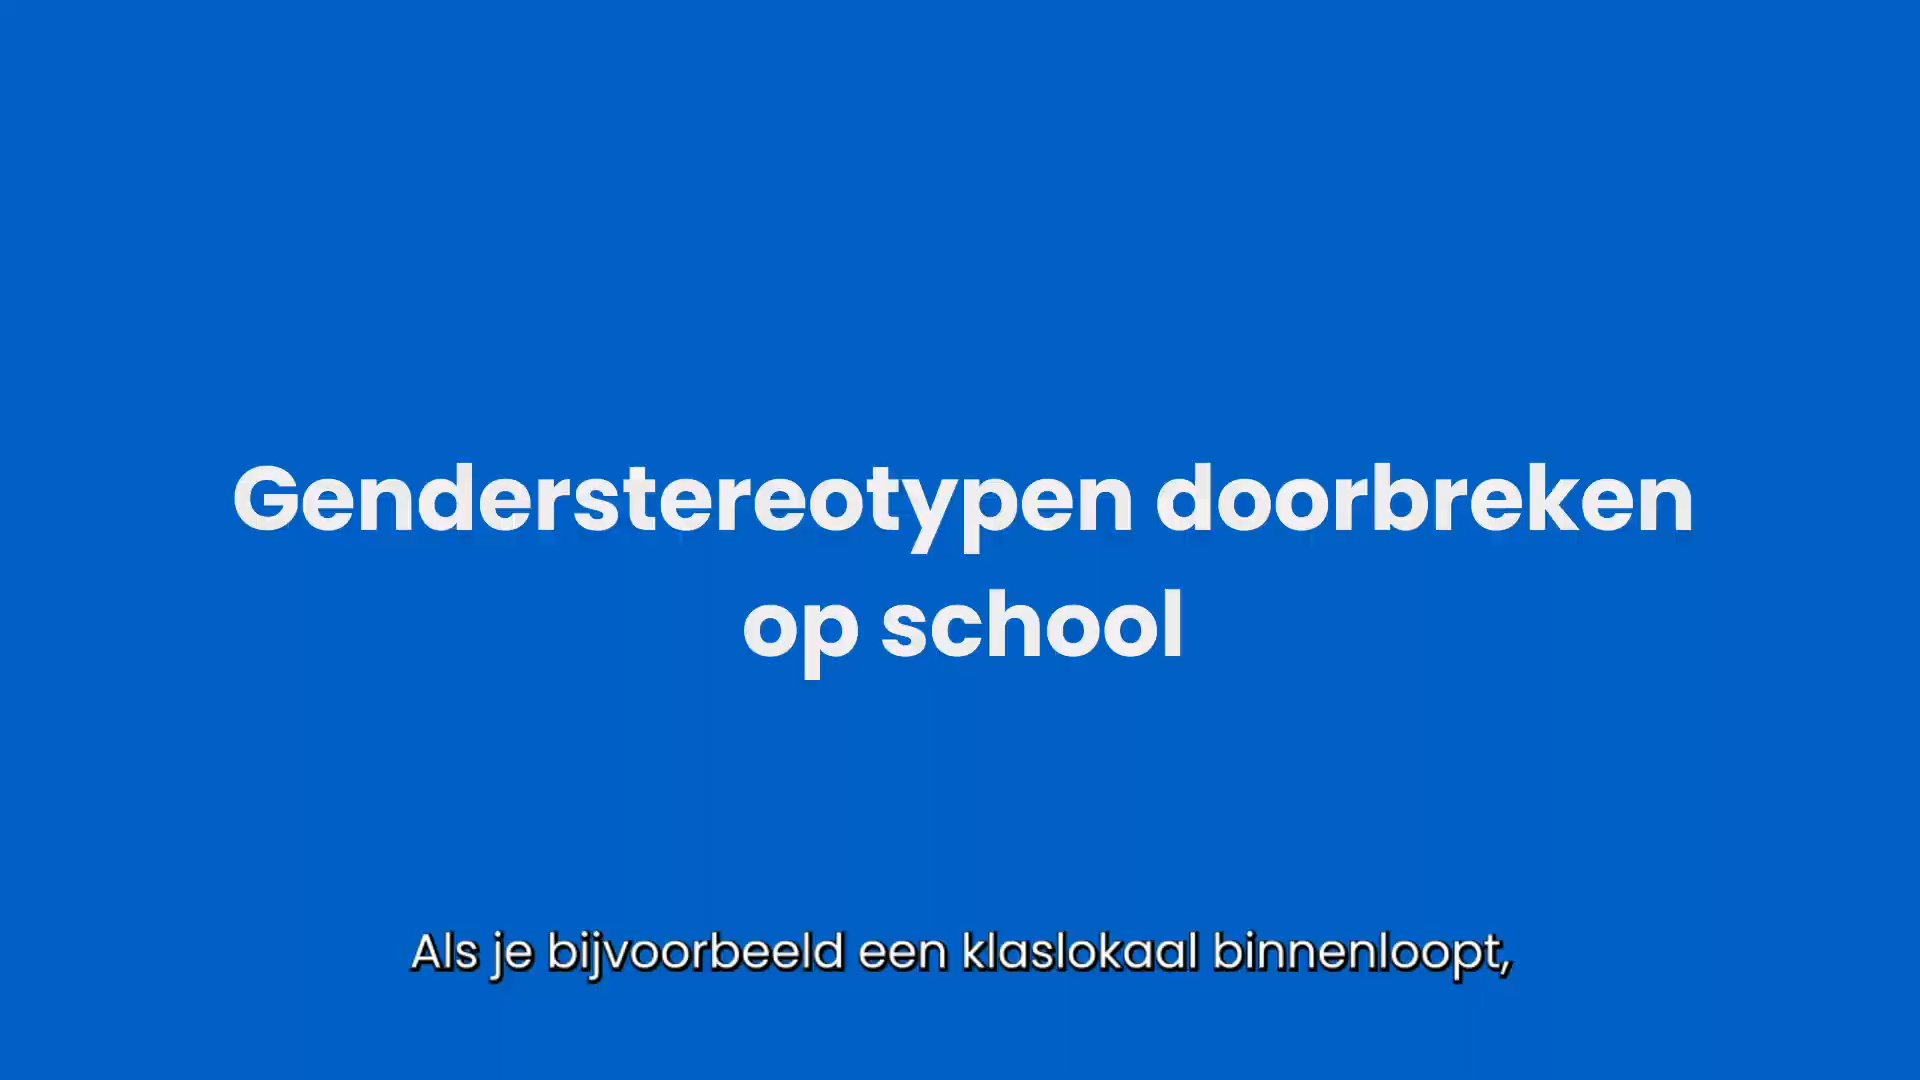 Genderstereotypen doorbreken
op school
Als je bijvoorbeeld een klaslokaal binnenloopt,